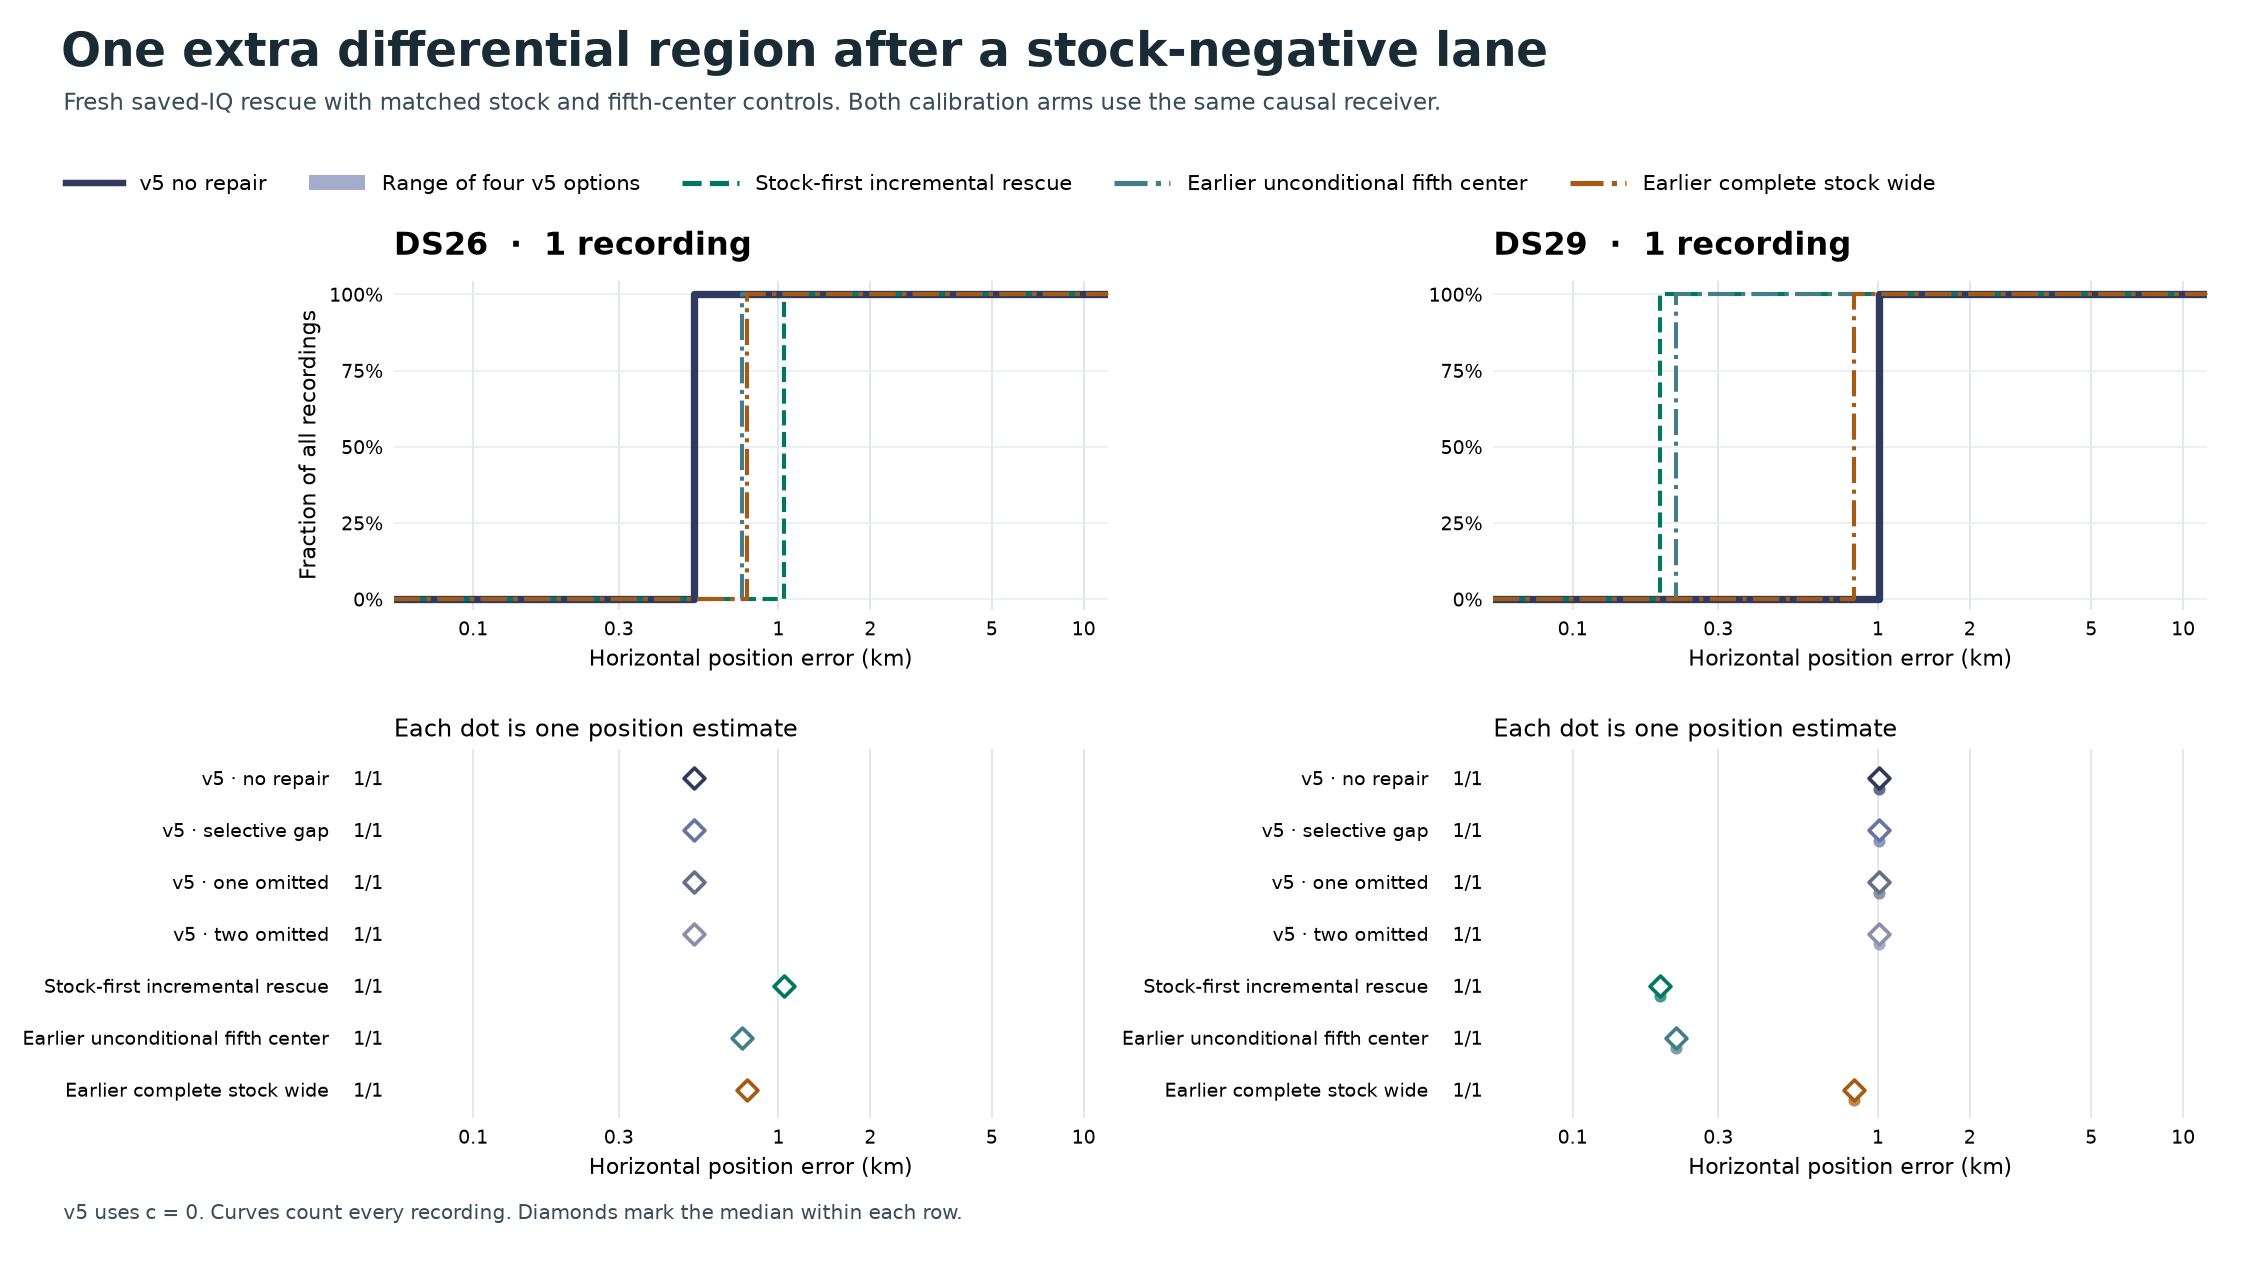 One extra differential region after a stock-negative lane
Fresh saved-IQ rescue with matched stock and fifth-center controls. Both calibration arms use the same causal receiver.
v5 no repair
Range of four v5 options
Stock-first incremental rescue
Earlier unconditional fifth center
Earlier complete stock wide
DS26 · 1 recording
Fraction of all recordings
100%
75%
50%
25%
0%
0.1 0.3 1 2 5 10
Horizontal position error (km)
DS29 · 1 recording
100%
75%
50%
25%
0%
0.1 0.3 1 2 5 10
Horizontal position error (km)
Each dot is one position estimate
v5 · no repair 1/1
v5 · selective gap 1/1
v5 · one omitted 1/1
v5 · two omitted 1/1
Stock-first incremental rescue 1/1
Earlier unconditional fifth center 1/1
Earlier complete stock wide 1/1
0.1 0.3 1 2 5 10
Horizontal position error (km)
Each dot is one position estimate
v5 · no repair 1/1
v5 · selective gap 1/1
v5 · one omitted 1/1
v5 · two omitted 1/1
Stock-first incremental rescue 1/1
Earlier unconditional fifth center 1/1
Earlier complete stock wide 1/1
0.1 0.3 1 2 5 10
Horizontal position error (km)
v5 uses c = 0. Curves count every recording. Diamonds mark the median within each row.